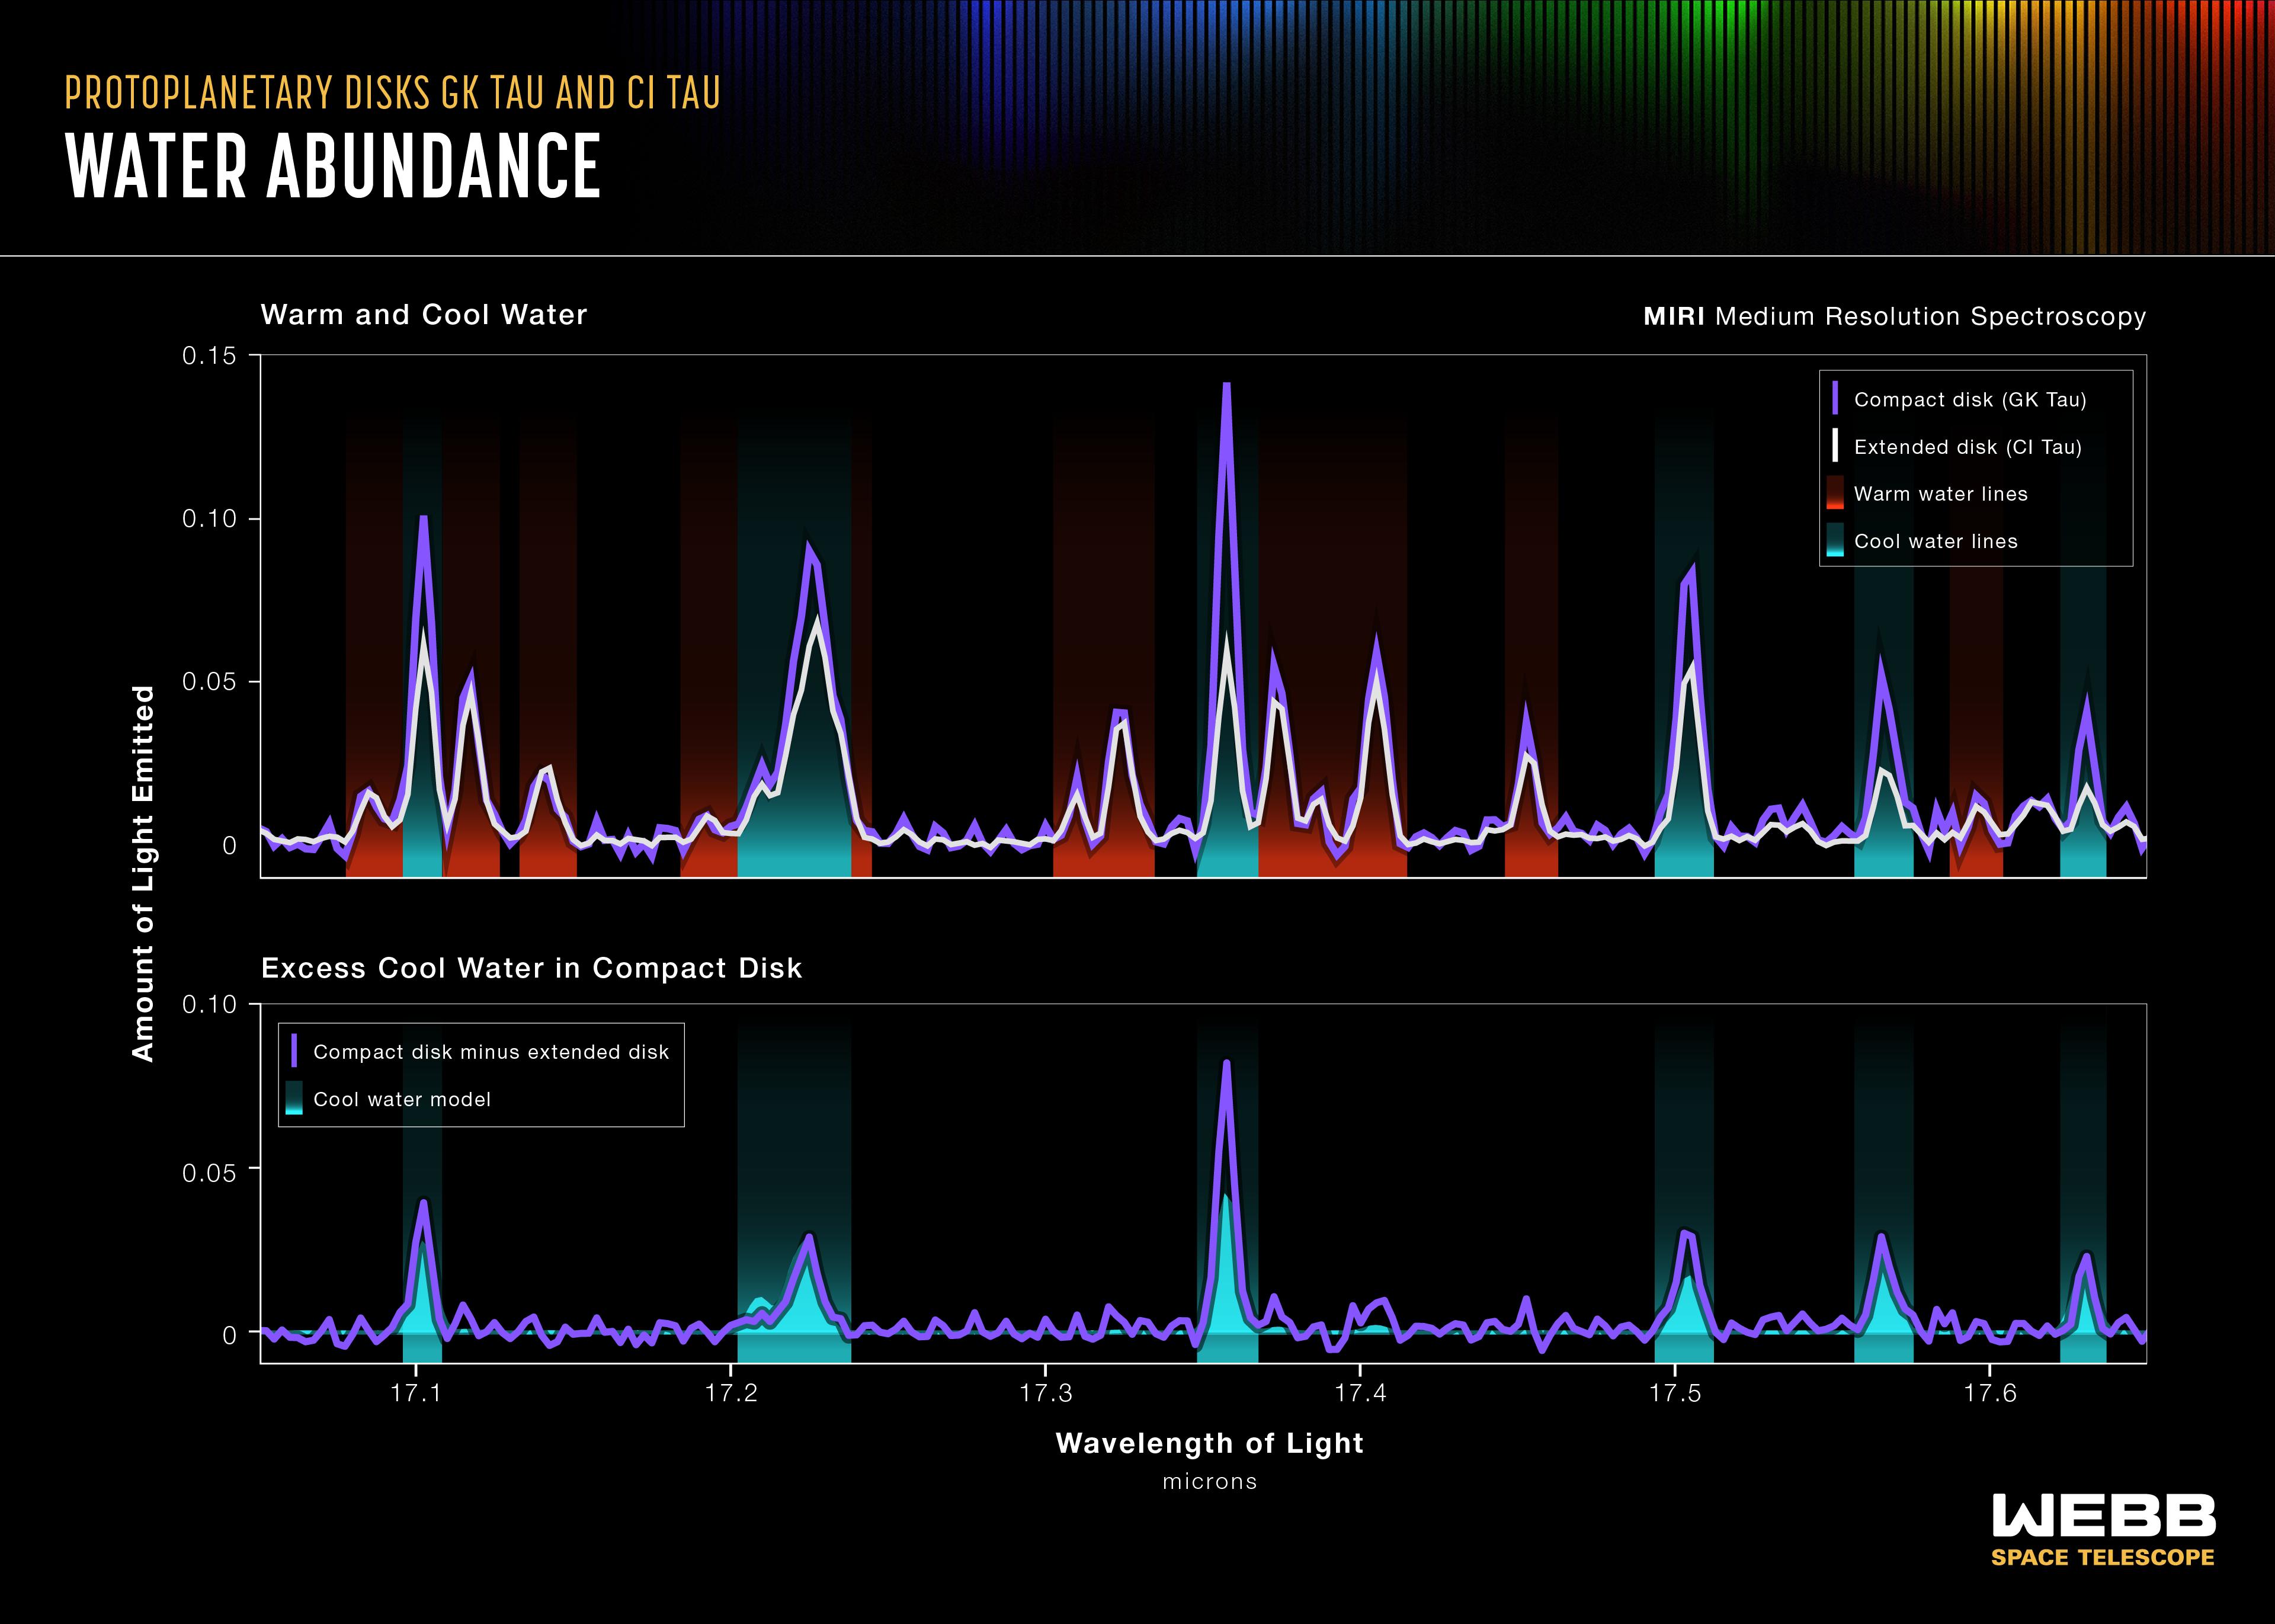 PROTOPLANETARY DISKS GK TAU AND CI TAU
WATER ABUNDANCE
Warm and Cool Water
MIRI Medium Resolution Spectroscopy
0.15
0.10
0.05
0
Compact disk (GK Tau)
Extended disk (CI Tau)
Warm water lines
Cool water lines
Amount of Light Emitted
Excess Cool Water in Compact Disk
0.10
0.05
0
Compact disk minus extended disk
Cool water model
17.1 17.2 17.3 17.4 17.5 17.6
Wavelength of Light
microns
WEBB
SPACE TELESCOPE